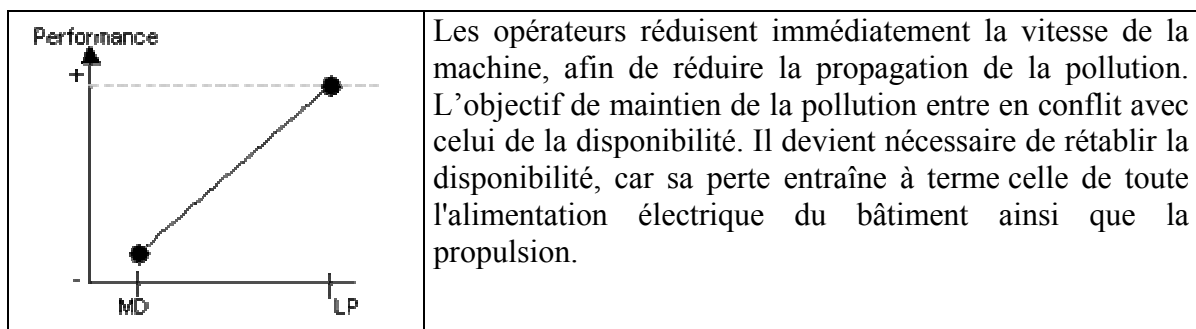 Performance
+
-
MD
LP
Les opérateurs réduisent immédiatement la vitesse de la
machine, afin de réduire la propagation de la pollution.
L'objectif de maintien de la pollution entre en conflit avec
celui de la disponibilité. Il devient nécessaire de rétablir la
disponibilité, car sa perte entraîne à terme celle de toute
l'alimentation électrique du bâtiment ainsi que la
propulsion.